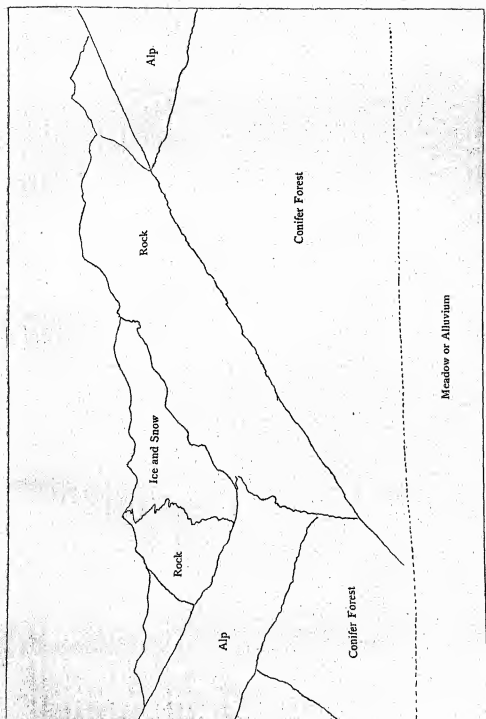 Ice and Snow
Rock
Alp
Rock
Alp
Conifer Forest
Conifer Forest
Meadow or Alluvium